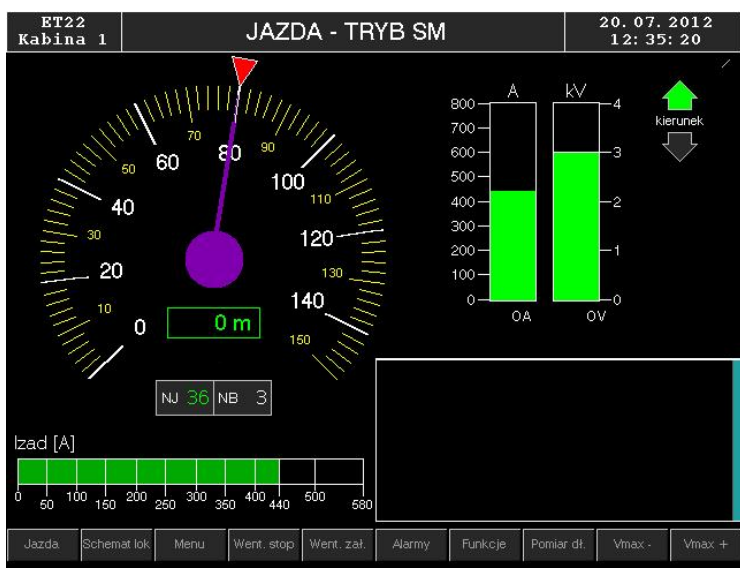 ET22
Kabina 1
JAZDA - TRYB SM
20. 07. 2012
12: 35: 20
A
kV
800
700
600
500
400
300
200
100
0
4
3
2
1
0
0A
0V
kierunek
0
10
20
30
40
50
60
70
80
90
100
110
120
130
140
150
0 m
NJ 36 NB 3
Izad [A]
0 50 100 150 200 250 300 350 400 440 500 580
Jazda Schemat lok Menu Went. stop Went. zał. Alarmy Funkcje Pomiar dł. Vmax - Vmax +